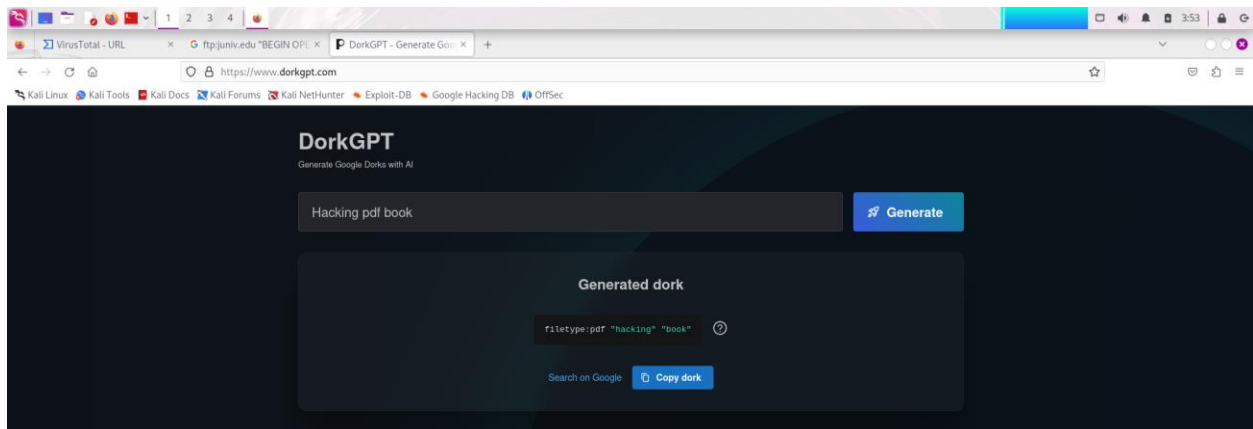 1 2 3 4
3:53
VirusTotal - URL
ftp:juniv.edu "BEGIN OPE
DorkGPT - Generate Goo
https://www.dorkgpt.com
Kali Linux Kali Tools Kali Docs Kali Forums Kali NetHunter Exploit-DB Google Hacking DB OffSec
DorkGPT
Generate Google Dorks with AI
Hacking pdf book
Generate
Generated dork
filetype:pdf "hacking" "book"
Search on Google
Copy dork